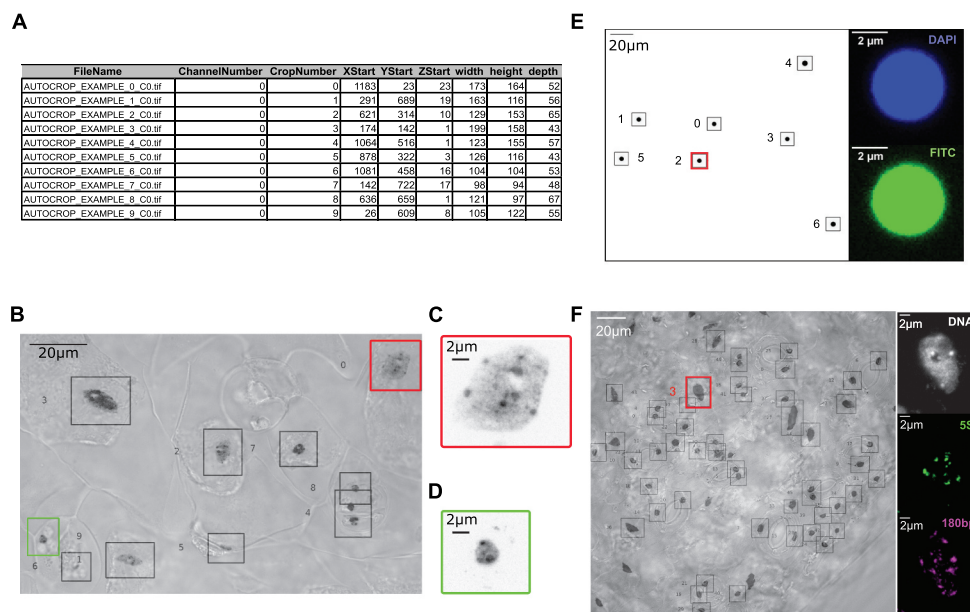 A
FileName ChannelNumber CropNumber XStart YStart ZStart width height depth
AUTOCROP_EXAMPLE_0_C0.tif 0 0 1183 23 23 173 164 52
AUTOCROP_EXAMPLE_1_C0.tif 0 1 291 689 19 163 116 56
AUTOCROP_EXAMPLE_2_C0.tif 0 2 621 314 10 129 153 65
AUTOCROP_EXAMPLE_3_C0.tif 0 3 174 142 1 199 158 43
AUTOCROP_EXAMPLE_4_C0.tif 0 4 1064 516 1 123 155 57
AUTOCROP_EXAMPLE_5_C0.tif 0 5 878 322 3 126 116 43
AUTOCROP_EXAMPLE_6_C0.tif 0 6 1081 458 16 104 104 53
AUTOCROP_EXAMPLE_7_C0.tif 0 7 142 722 17 98 94 48
AUTOCROP_EXAMPLE_8_C0.tif 0 8 636 659 1 121 97 67
AUTOCROP_EXAMPLE_9_C0.tif 0 9 26 609 8 105 122 55
B
20μm
0
3
2
7
8
4
5
9
1
6
C
2μm
D
2μm
E
20μm
4
1
0
3
5
2
6
2 μm
DAPI
2 μm
FITC
F
20μm
3
2μm
DNA
2μm
5S
2μm
180bp